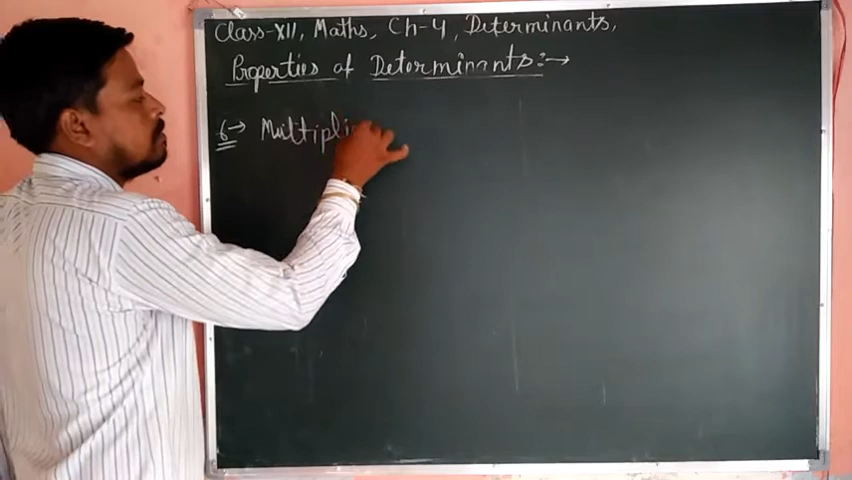 Class-XII, Maths, Ch-4, Determinants,
Properties of Determinants:→
6→ Multipli